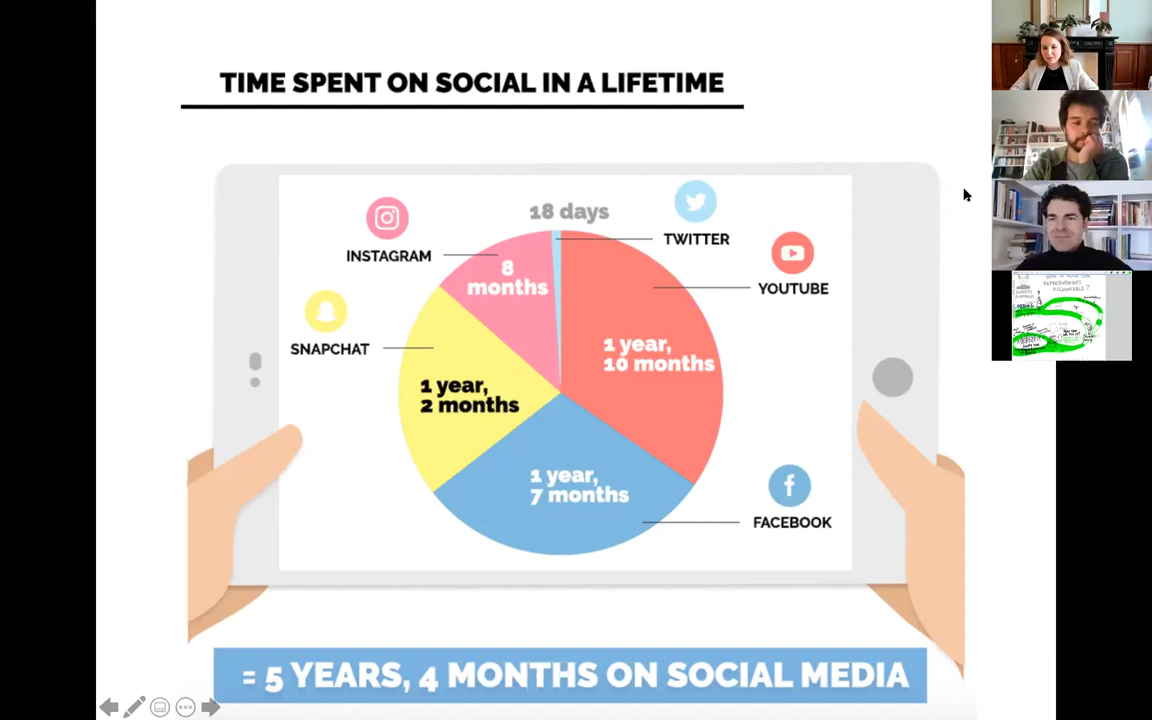 TIME SPENT ON SOCIAL IN A LIFETIME
18 days
TWITTER
INSTAGRAM
8
months
YOUTUBE
SNAPCHAT
1 year,
10 months
1 year,
2 months
1 year,
7 months
FACEBOOK
= 5 YEARS, 4 MONTHS ON SOCIAL MEDIA
ACCOUNTABLE?